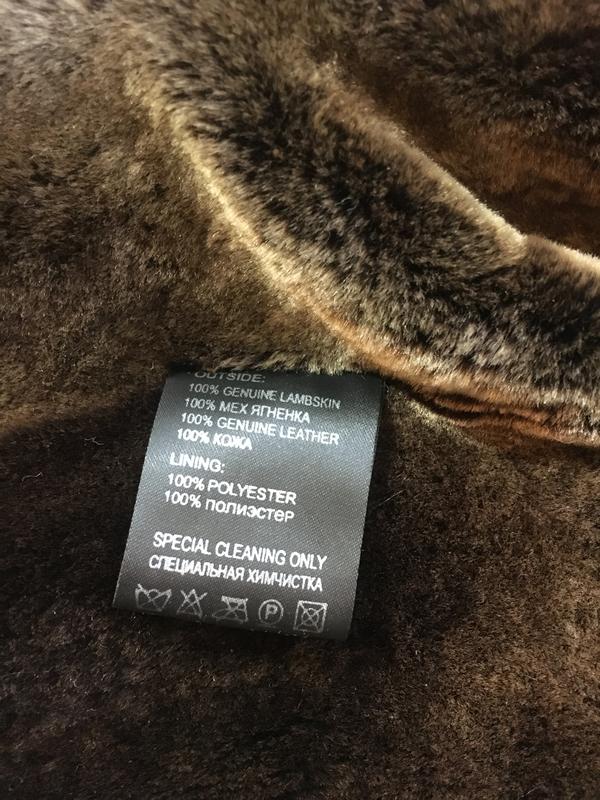 OUTSIDE:
100% GENUINE LAMBSKIN
100% МЕХ ЯГНЕНКА
100% GENUINE LEATHER
100% КОЖА
LINING:
100% POLYESTER
100% полиэстер
SPECIAL CLEANING ONLY
СПЕЦИАЛЬНАЯ ХИМЧИСТКА
P